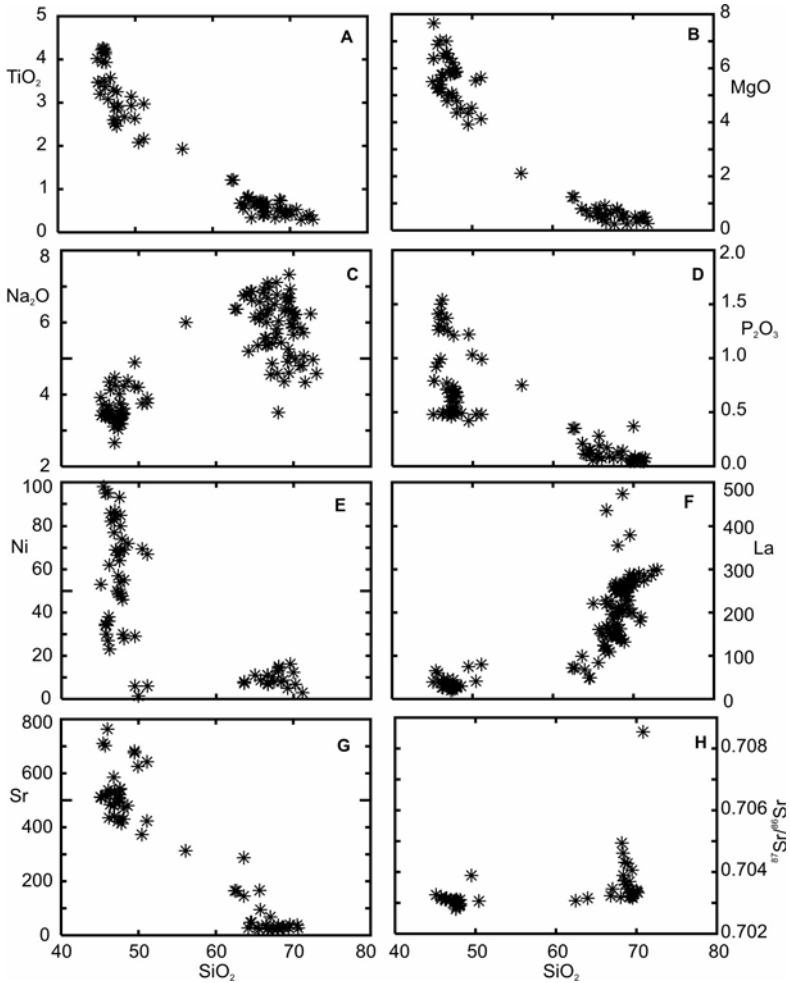 5
4
TiO₂
3
2
1
0
A
8
6
MgO
4
2
0
B
8
Na₂O
6
4
2
C
2.0
1.5
P₂O₃
1.0
0.5
0.0
D
100
80
Ni
60
40
20
0
E
500
400
La
300
200
100
0
F
800
600
Sr
400
200
0
G
40 50 60 70 80
SiO₂
0.708
0.706
⁸⁷Sr/⁸⁶Sr
0.704
0.702
H
40 50 60 70 80
SiO₂